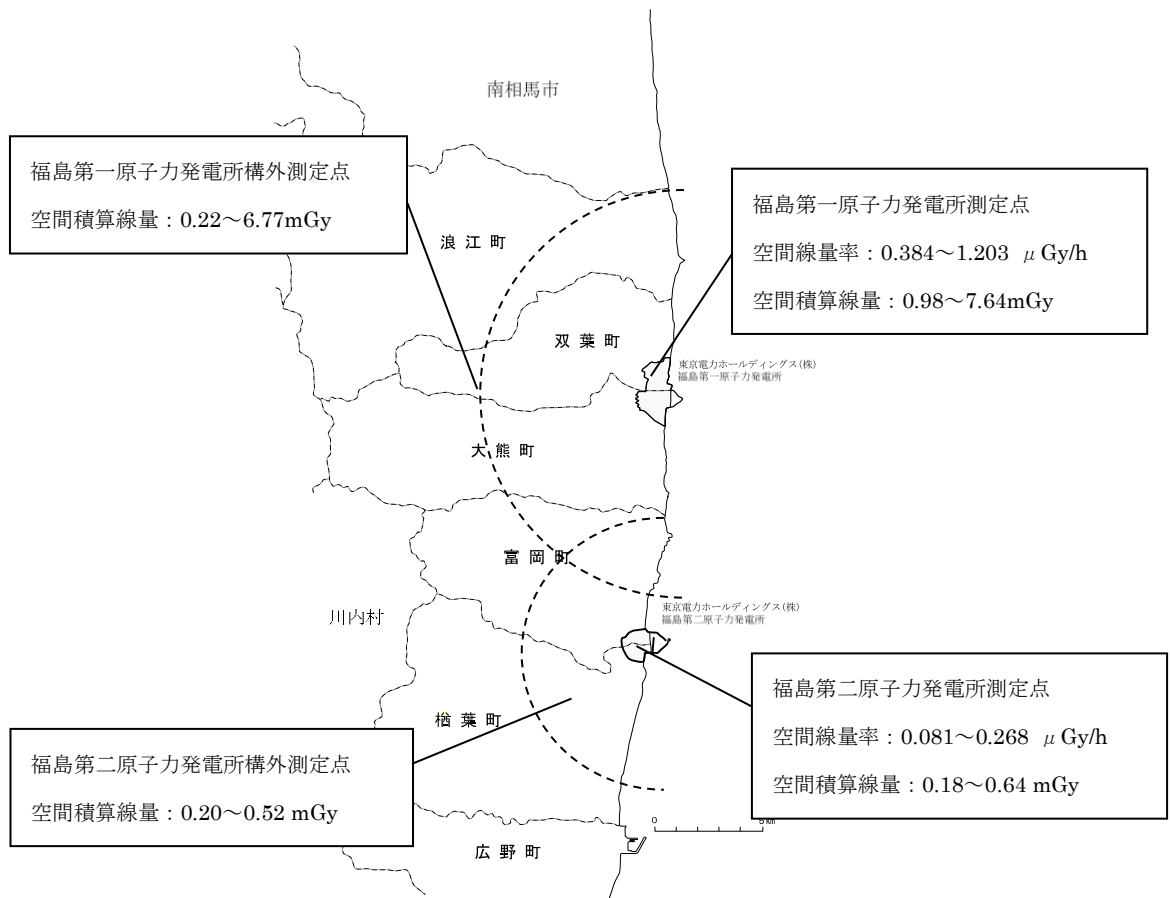 南相馬市
福島第一原子力発電所構外測定点
空間積算線量：0.22～6.77mGy
福島第一原子力発電所測定点
空間線量率：0.384～1.203 μGy/h
空間積算線量：0.98～7.64mGy
浪江町
双葉町
東京電力ホールディングス(株)
福島第一原子力発電所
大熊町
富岡町
川内村
東京電力ホールディングス(株)
福島第二原子力発電所
福島第二原子力発電所測定点
空間線量率：0.081～0.268 μGy/h
空間積算線量：0.18～0.64 mGy
楢葉町
福島第二原子力発電所構外測定点
空間積算線量：0.20～0.52 mGy
0 5km
広野町